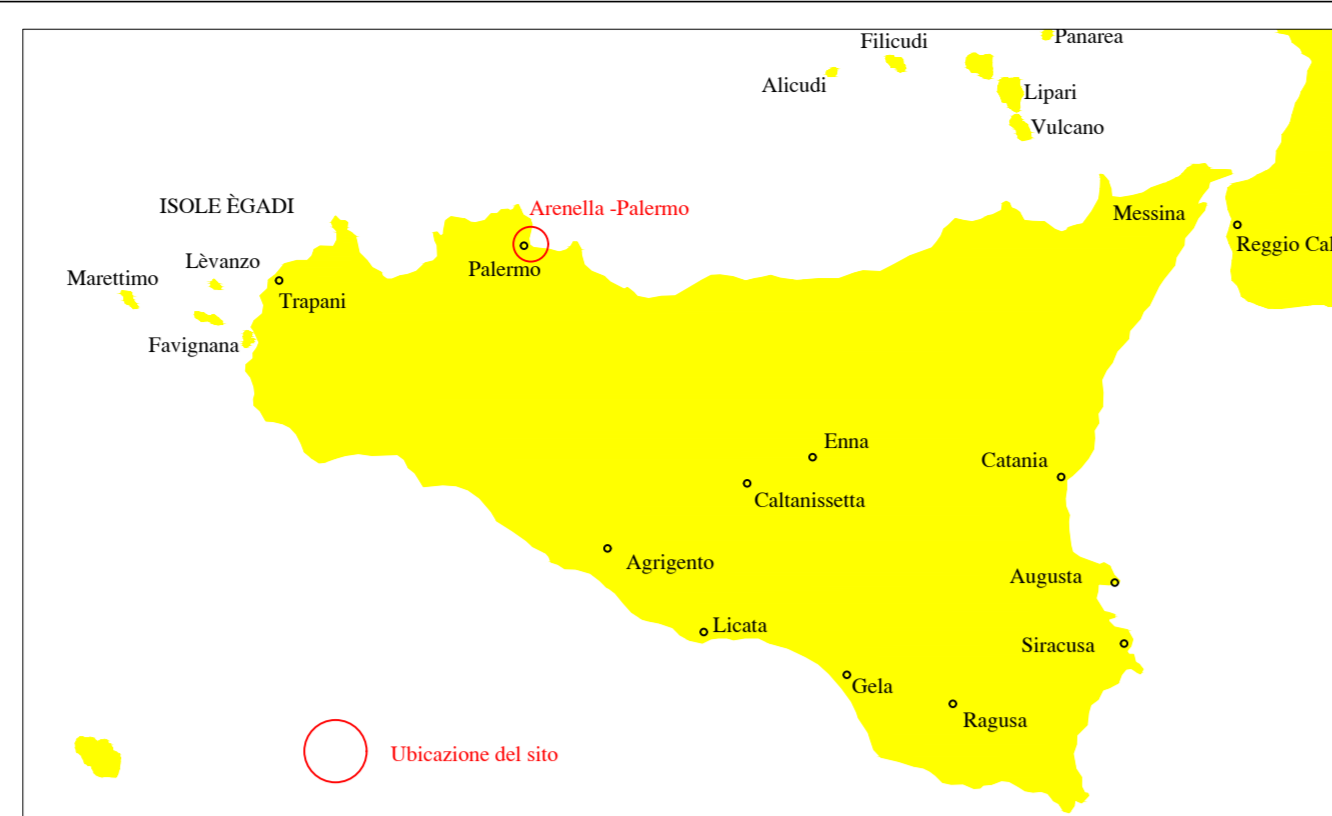 Panarea
Filicudi
Alicudi
Lipari
Vulcano
ISOLE ÈGADI
Arenella -Palermo
Messina
Reggio Cal
Lèvanzo
Palermo
Marettimo
Trapani
Favignana
Enna
Catania
Caltanissetta
Agrigento
Augusta
Licata
Siracusa
Gela
Ragusa
Ubicazione del sito